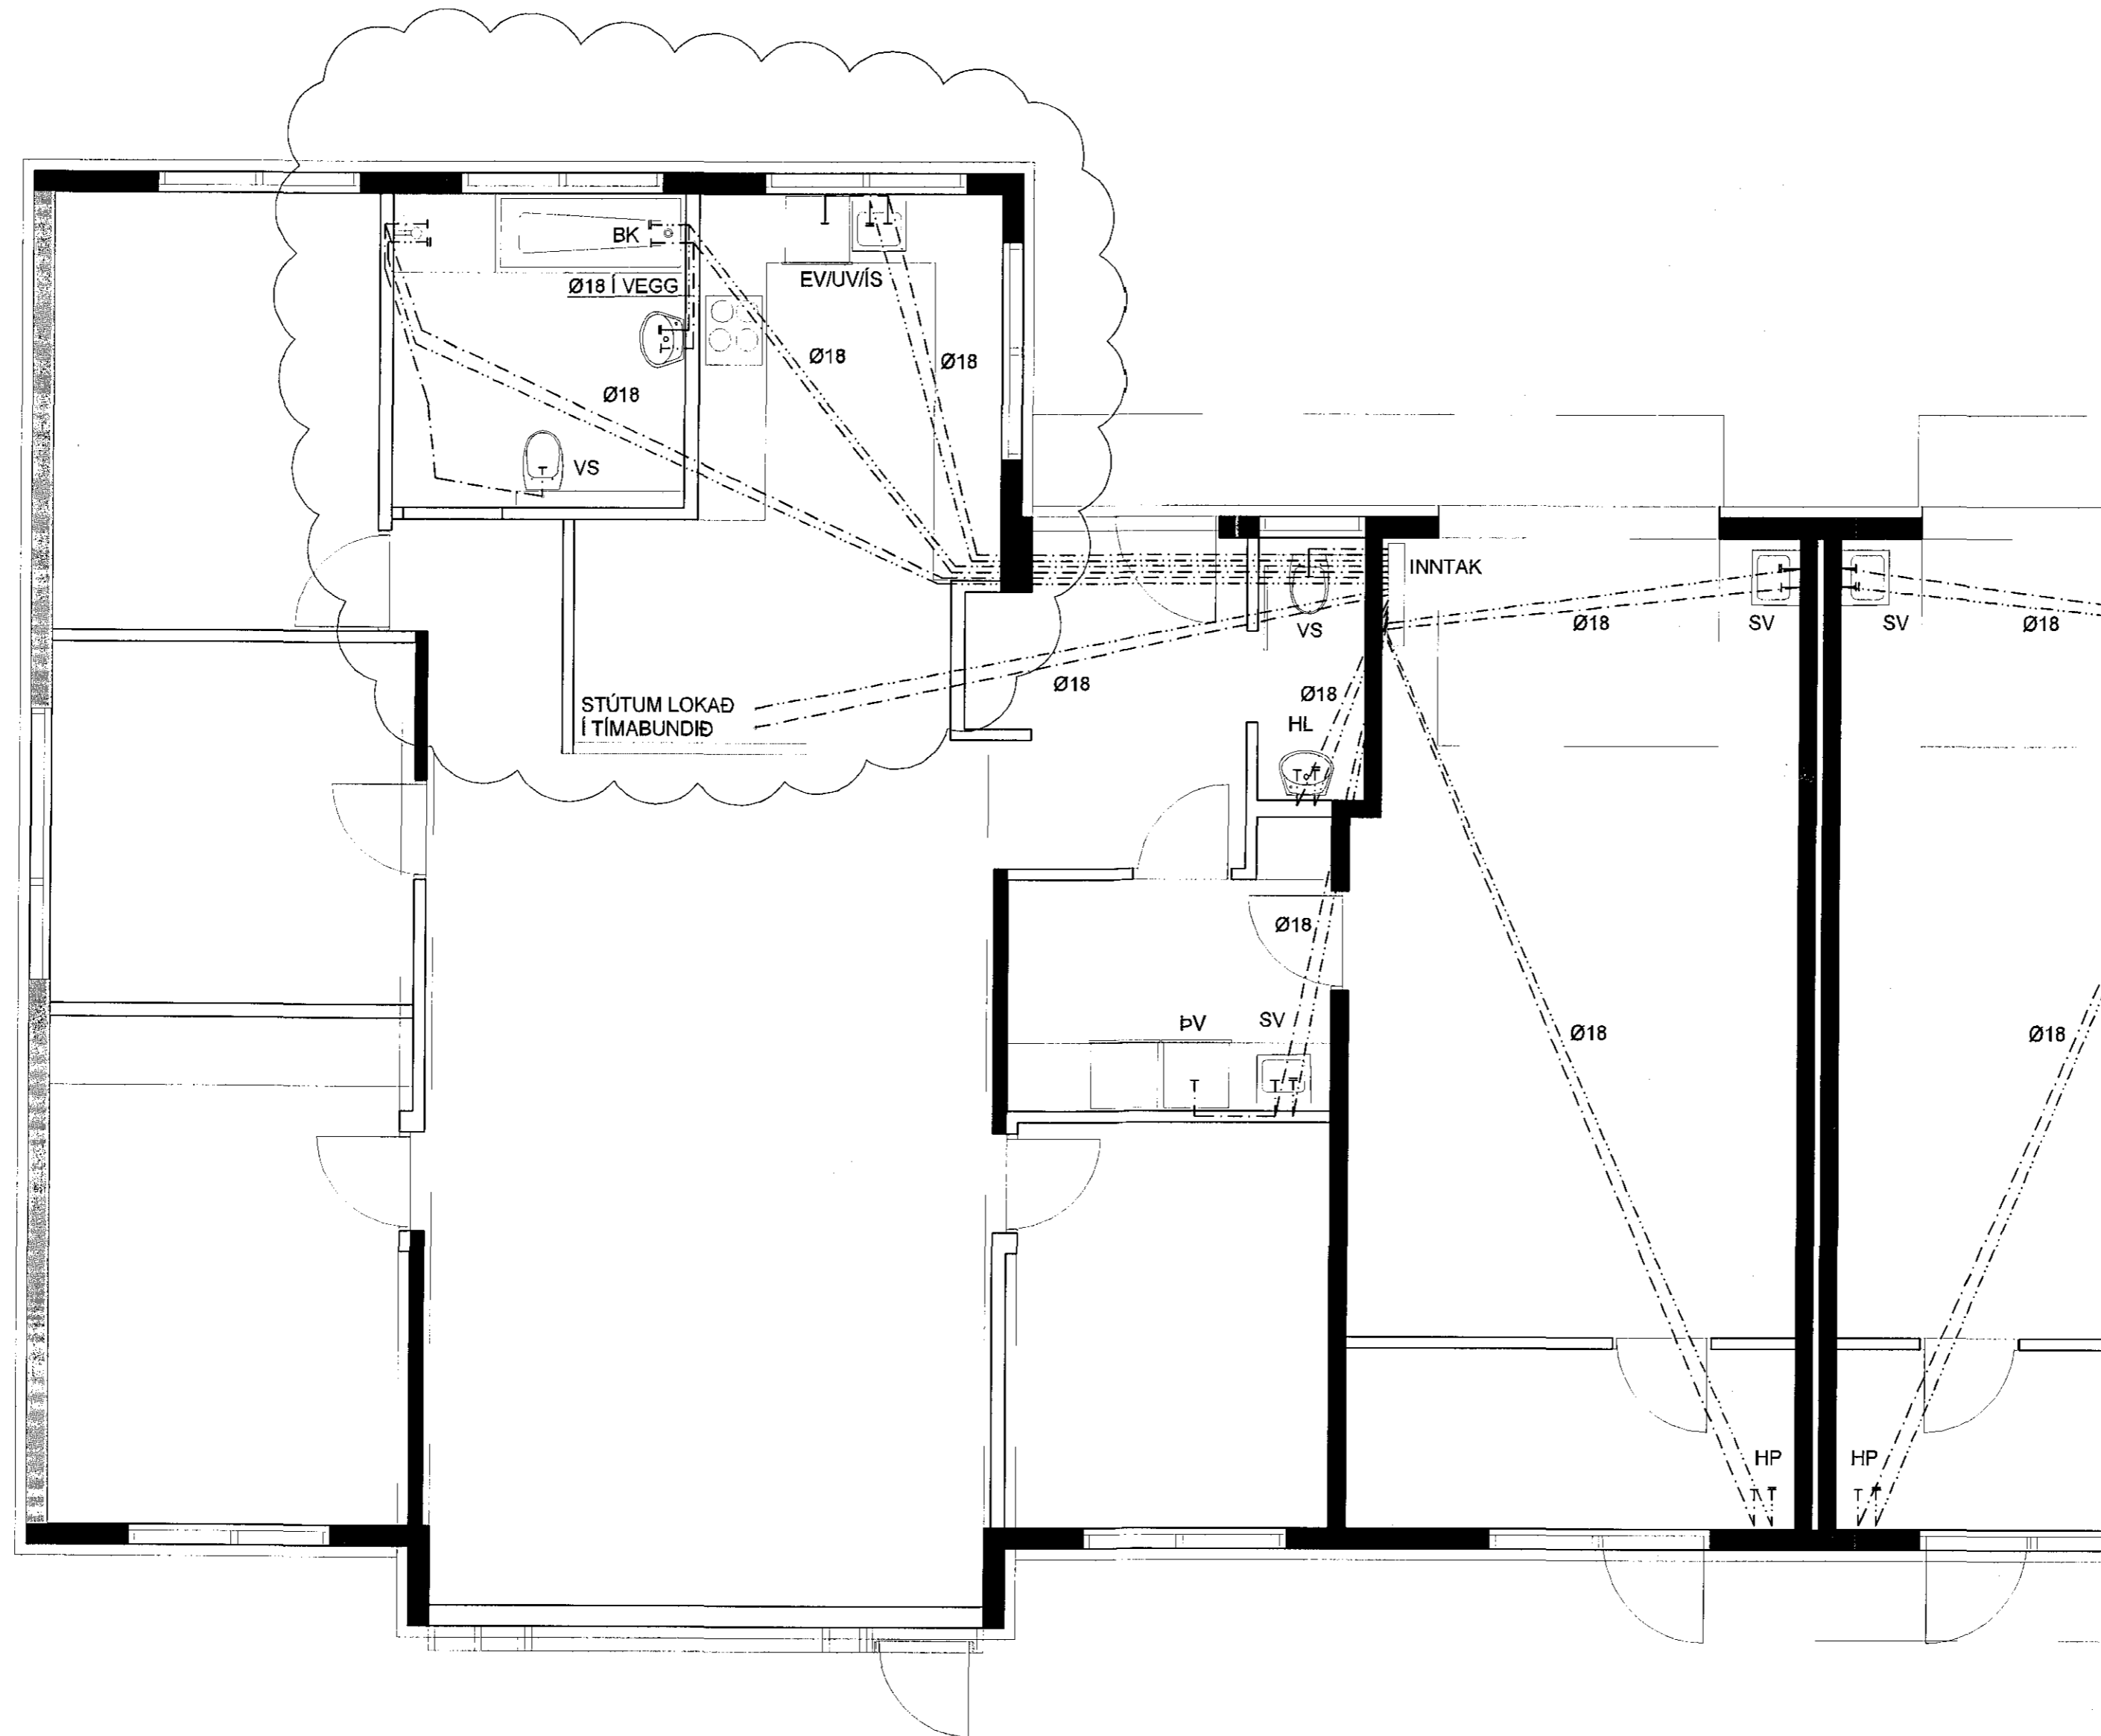 BK
Ø18 Í VEGG
EV/UV/ÍS
Ø18
Ø18
Ø18
VS
INNTAK
VS
Ø18
SV
SV
Ø18
Ø18
Ø18
STÚTUM LOKAÐ
Í TÍMABUNDIÐ
HL
Ø18
ÞV
SV
Ø18
Ø18
HP
HP